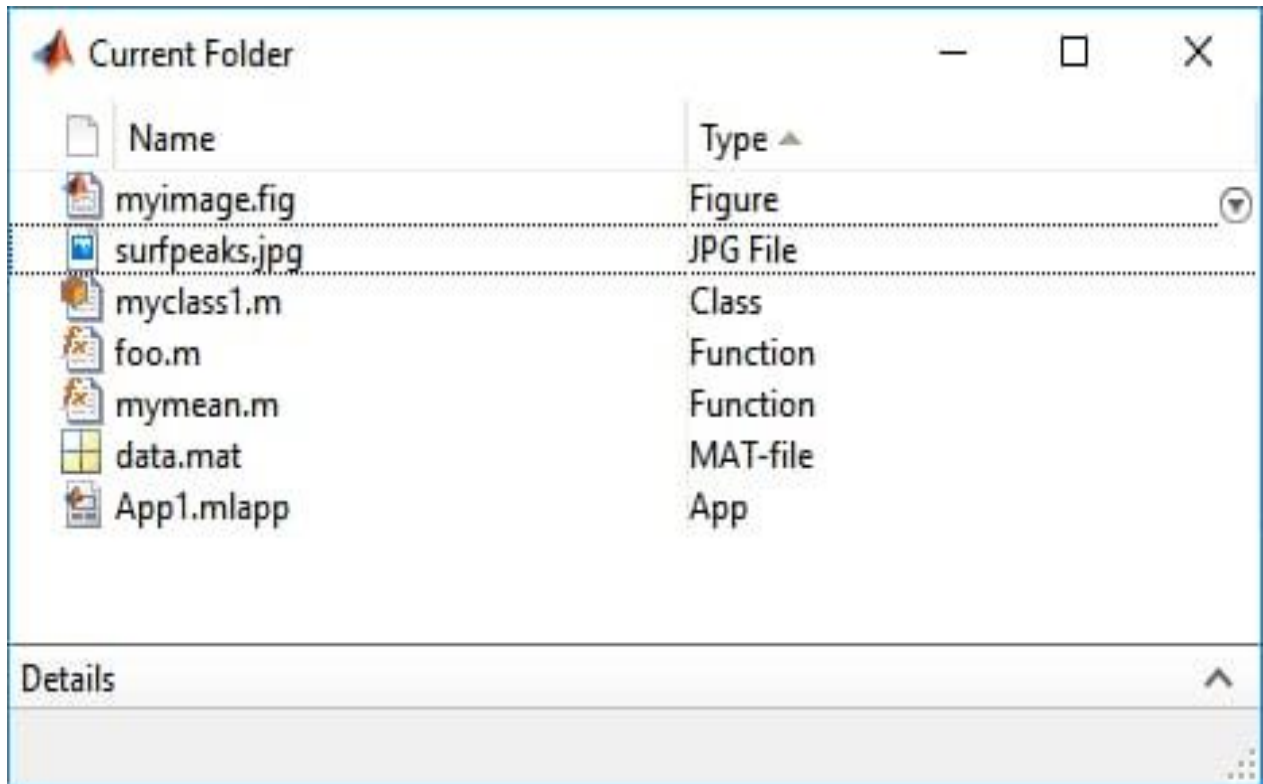 Current Folder
Name Type
myimage.fig Figure
surfpeaks.jpg JPG File
myclass1.m Class
foo.m Function
mymean.m Function
data.mat MAT-file
App1.mlapp App
Details